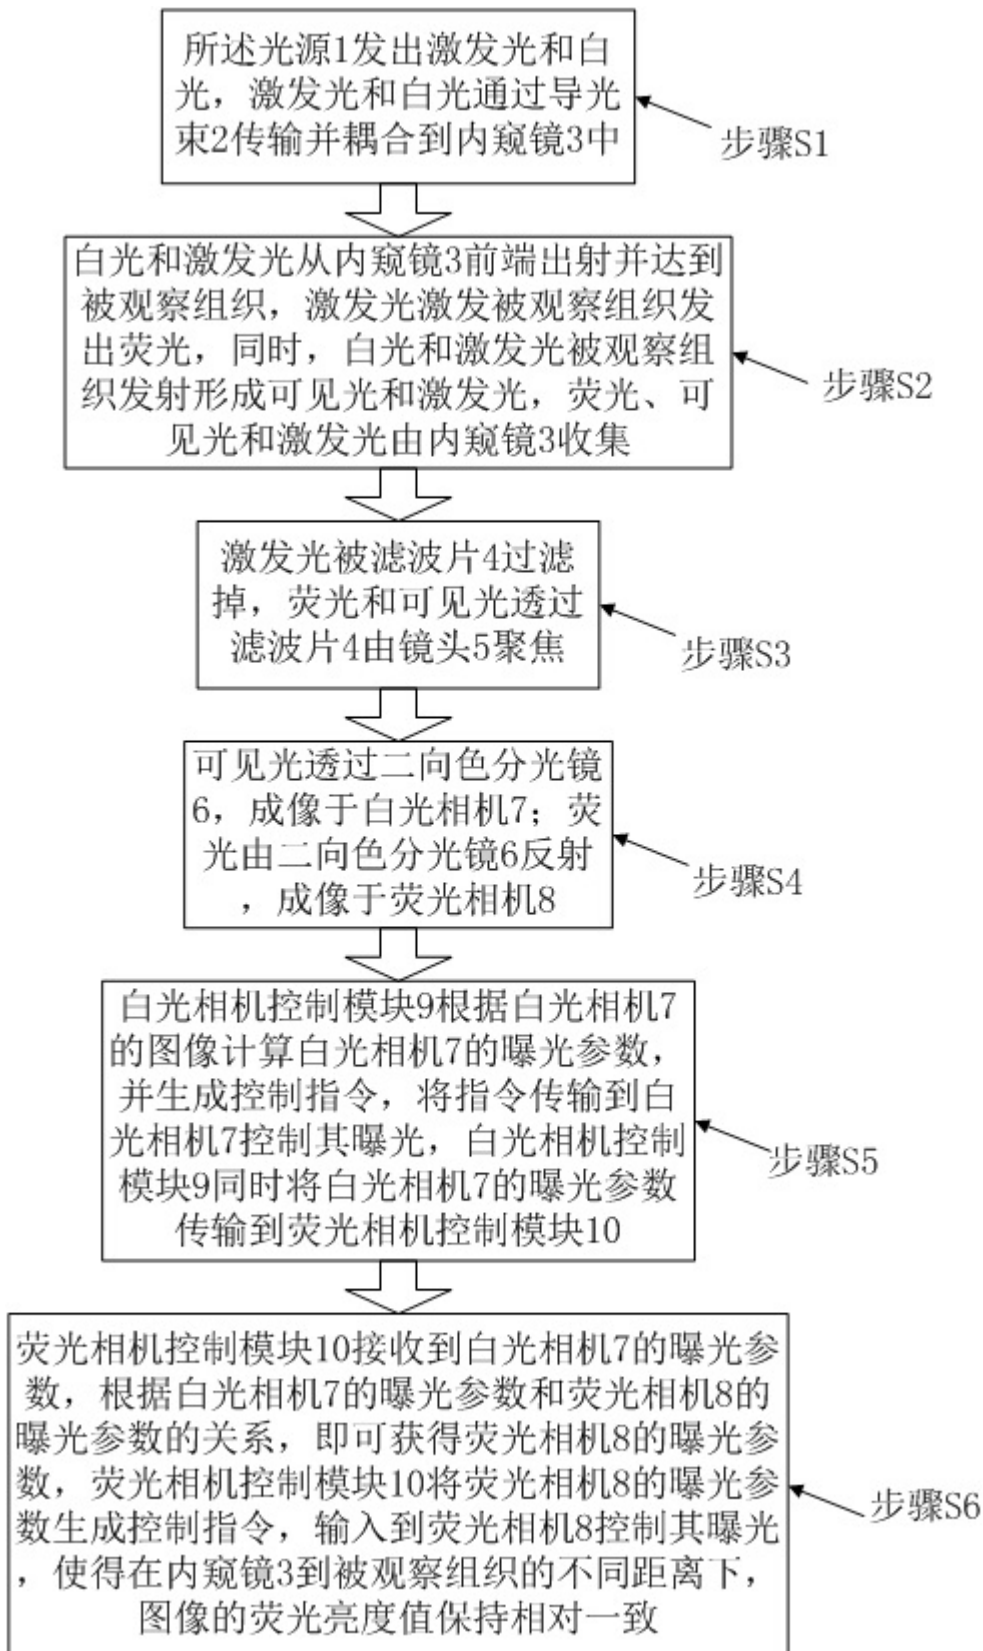 所述光源1发出激发光和白
光，激发光和白光通过导光
束2传输并耦合到内窥镜3中
步骤S1
白光和激发光从内窥镜3前端出射并达到
被观察组织，激发光激发被观察组织发
出荧光，同时，白光和激发光被观察组
织发射形成可见光和激发光，荧光、可
见光和激发光由内窥镜3收集
步骤S2
激发光被滤波片4过滤
掉，荧光和可见光透过
滤波片4由镜头5聚焦
步骤S3
可见光透过二向色分光镜
6，成像于白光相机7；荧
光由二向色分光镜6反射
，成像于荧光相机8
步骤S4
白光相机控制模块9根据白光相机7
的图像计算白光相机7的曝光参数，
并生成控制指令，将指令传输到白
光相机7控制其曝光，白光相机控制
模块9同时将白光相机7的曝光参数
传输到荧光相机控制模块10
步骤S5
荧光相机控制模块10接收到白光相机7的曝光参
数，根据白光相机7的曝光参数和荧光相机8的
曝光参数的关系，即可获得荧光相机8的曝光参
数，荧光相机控制模块10将荧光相机8的曝光参
数生成控制指令，输入到荧光相机8控制其曝光
，使得在内窥镜3到被观察组织的不同距离下，
图像的荧光亮度值保持相对一致
步骤S6